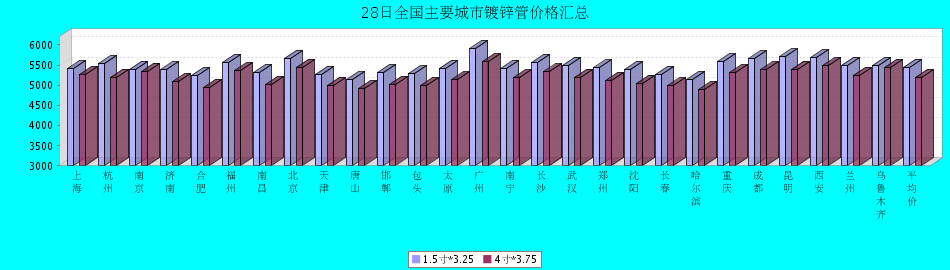 28日全国主要城市镀锌管价格汇总
6000
5500
5000
4500
4000
3500
3000
上海
杭州
南京
济南
合肥
福州
南昌
北京
天津
唐山
邯郸
包头
太原
广州
南宁
长沙
武汉
郑州
沈阳
长春
哈尔滨
重庆
成都
昆明
西安
兰州
乌鲁木齐
平均价
1.5寸*3.25
4寸*3.75